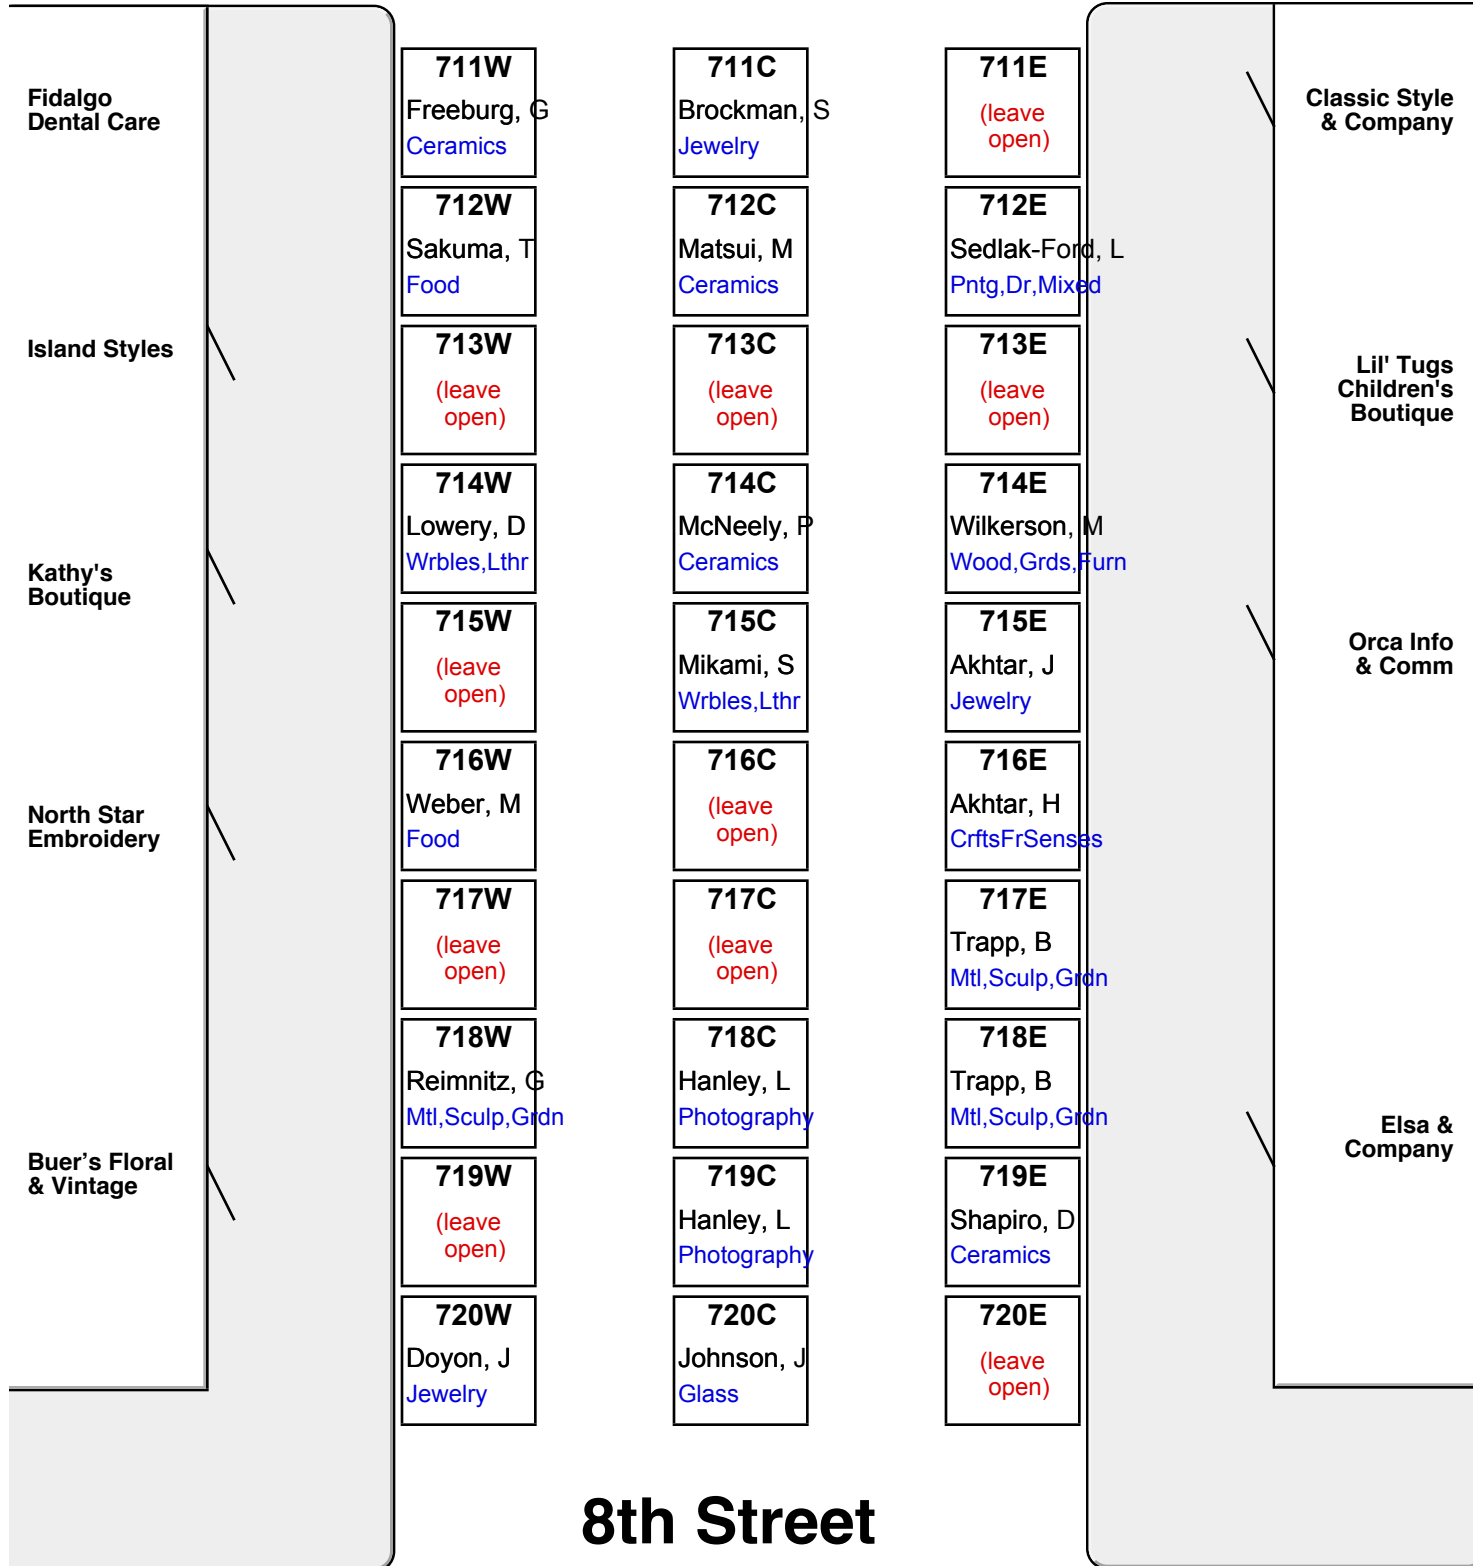 Fidalgo
Dental Care
Island Styles
Kathy's
Boutique
North Star
Embroidery
Buer’s Floral
& Vintage
711W
Freeburg, G
Ceramics
711C
Brockman, S
Jewelry
711E
(leave
open)
712W
Sakuma, T
Food
712C
Matsui, M
Ceramics
712E
Sedlak-Ford, L
Pntg,Dr,Mixed
713W
(leave
open)
713C
(leave
open)
713E
(leave
open)
714W
Lowery, D
Wrbles,Lthr
714C
McNeely, P
Ceramics
714E
Wilkerson, M
Wood,Grds,Furn
715W
(leave
open)
715C
Mikami, S
Wrbles,Lthr
715E
Akhtar, J
Jewelry
716W
Weber, M
Food
716C
(leave
open)
716E
Akhtar, H
CrftsFrSenses
717W
(leave
open)
717C
(leave
open)
717E
Trapp, B
Mtl,Sculp,Grdn
718W
Reimnitz, G
Mtl,Sculp,Grdn
718C
Hanley, L
Photography
718E
Trapp, B
Mtl,Sculp,Grdn
719W
(leave
open)
719C
Hanley, L
Photography
719E
Shapiro, D
Ceramics
720W
Doyon, J
Jewelry
720C
Johnson, J
Glass
720E
(leave
open)
Classic Style
& Company
Lil' Tugs
Children's
Boutique
Orca Info
& Comm
Elsa &
Company
8th Street